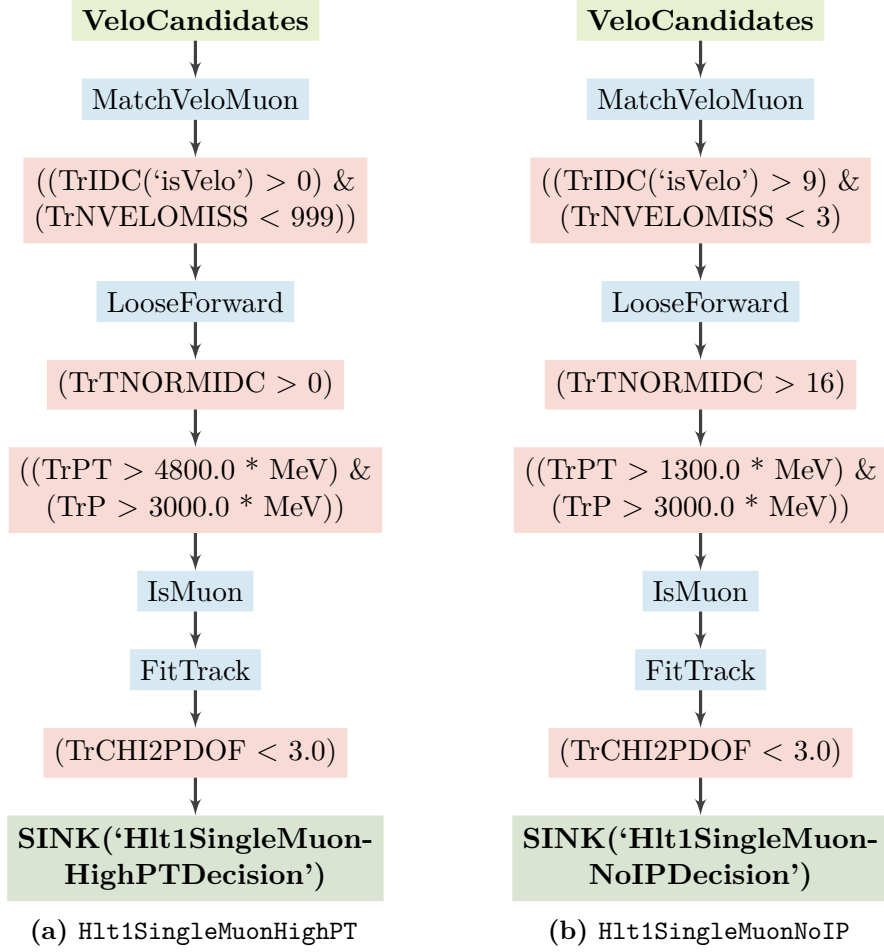 VeloCandidates
MatchVeloMuon
((TrIDC(‘isVelo’) > 0) &
(TrNVELOMISS < 999))
LooseForward
(TrTNORMIDC > 0)
((TrPT > 4800.0 * MeV) &
(TrP > 3000.0 * MeV))
IsMuon
FitTrack
(TrCHI2PDOF < 3.0)
SINK(‘Hlt1SingleMuon-
HighPTDecision’)
(a) Hlt1SingleMuonHighPT
VeloCandidates
MatchVeloMuon
((TrIDC(‘isVelo’) > 9) &
(TrNVELOMISS < 3)
LooseForward
(TrTNORMIDC > 16)
((TrPT > 1300.0 * MeV) &
(TrP > 3000.0 * MeV))
IsMuon
FitTrack
(TrCHI2PDOF < 3.0)
SINK(‘Hlt1SingleMuon-
NoIPDecision’)
(b) Hlt1SingleMuonNoIP